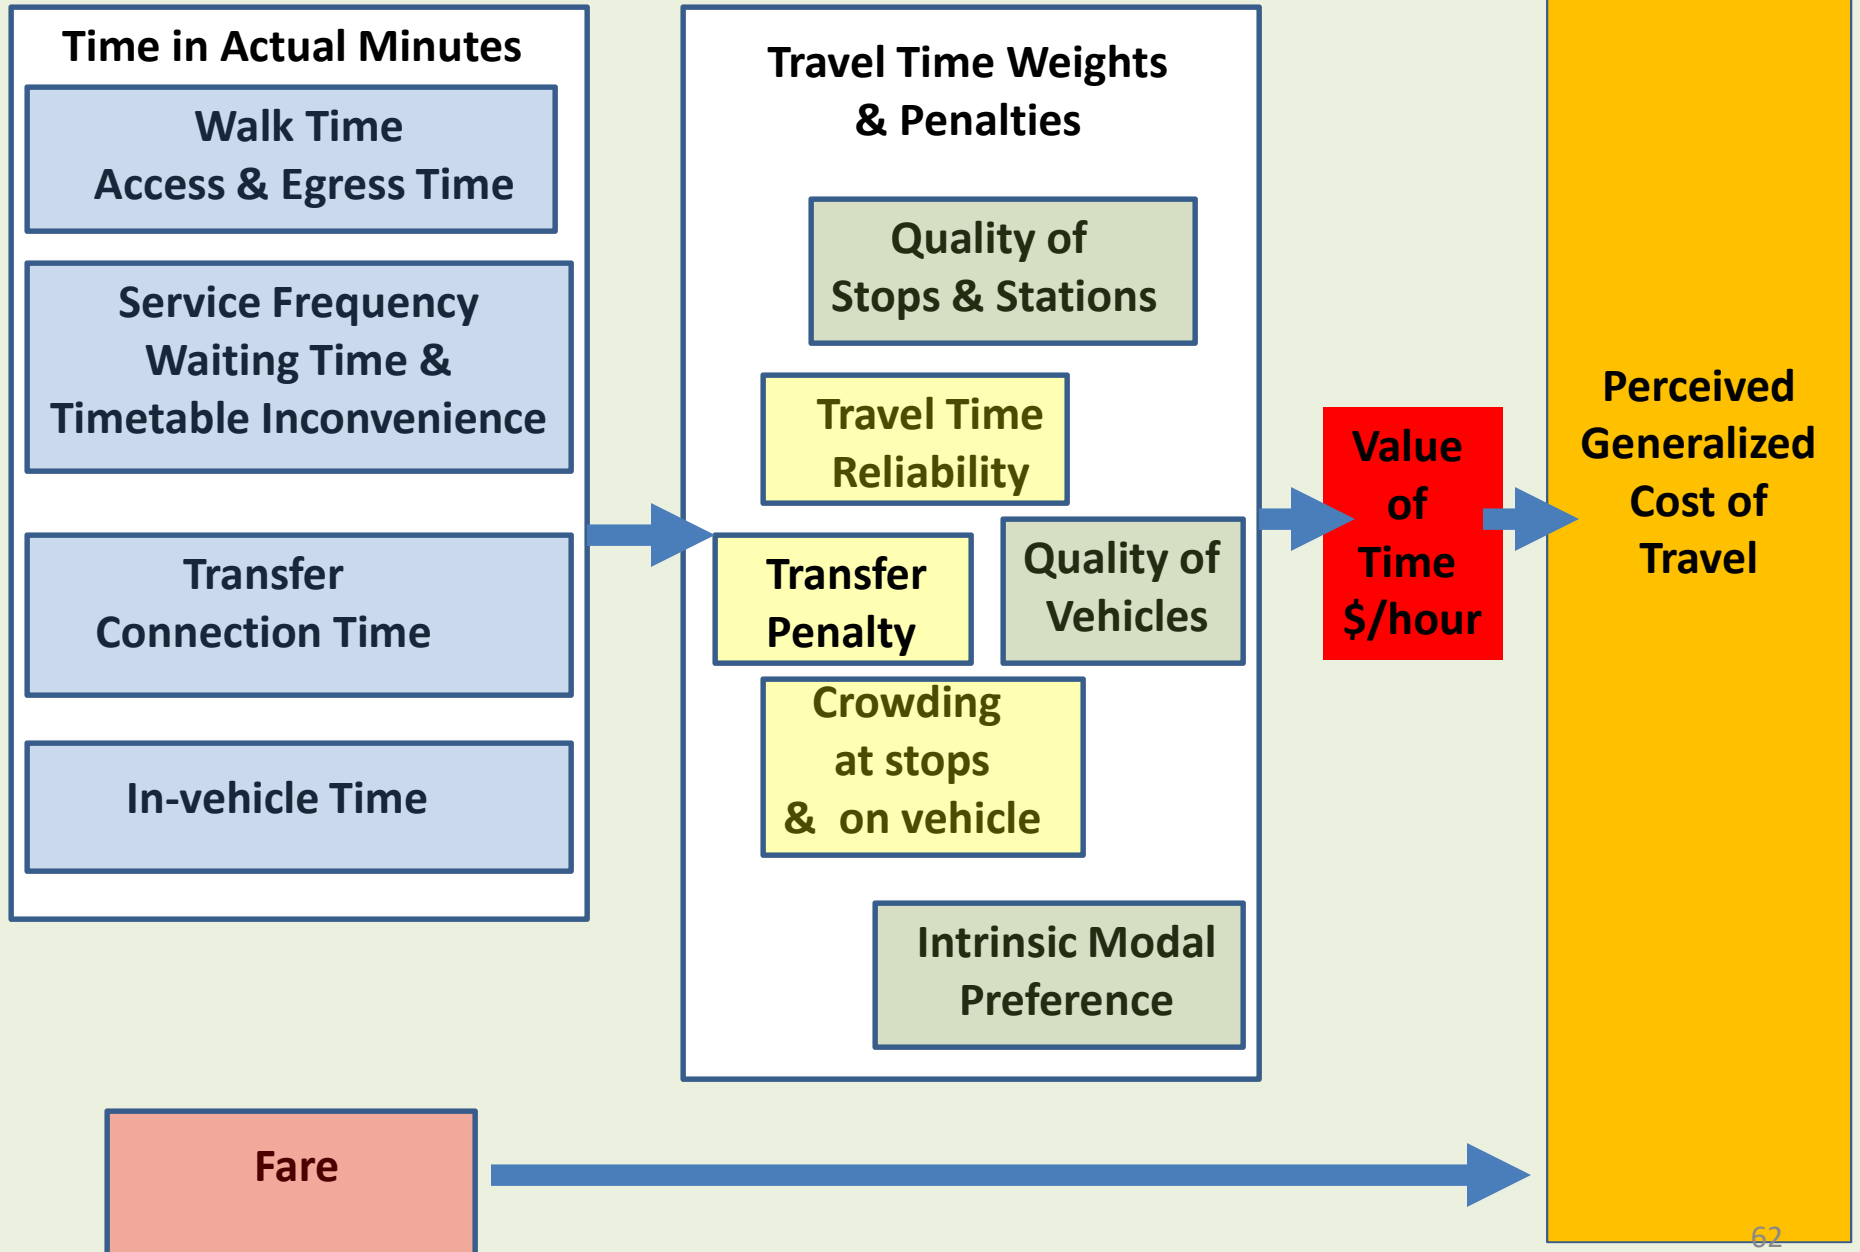 Time in Actual Minutes
Walk Time
Access & Egress Time
Service Frequency
Waiting Time &
Timetable Inconvenience
Transfer
Connection Time
In-vehicle Time
Travel Time Weights
& Penalties
Quality of
Stops & Stations
Travel Time
Reliability
Transfer
Penalty
Quality of
Vehicles
Crowding
at stops
& on vehicle
Intrinsic Modal
Preference
Value
of
Time
$/hour
Perceived
Generalized
Cost of
Travel
Fare
62